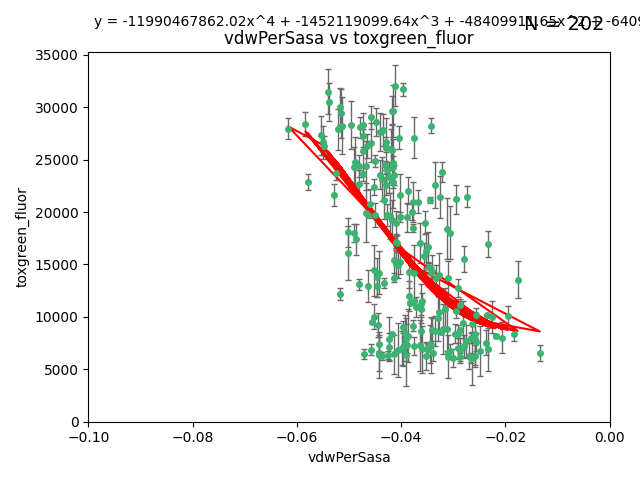 y = -11990467862.02x^4 + -1452119099.64x^3 +
N = 202
vdwPerSasa vs toxgreen_fluor
35000
30000
25000
20000
15000
10000
5000
0
toxgreen_fluor
−0.10
−0.08
−0.06
−0.04
−0.02
0.00
vdwPerSasa